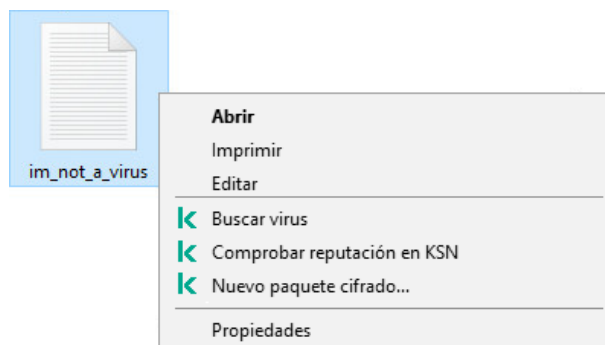 im_not_a_virus
Abrir
Imprimir
Editar
Buscar virus
Comprobar reputación en KSN
Nuevo paquete cifrado...
Propiedades